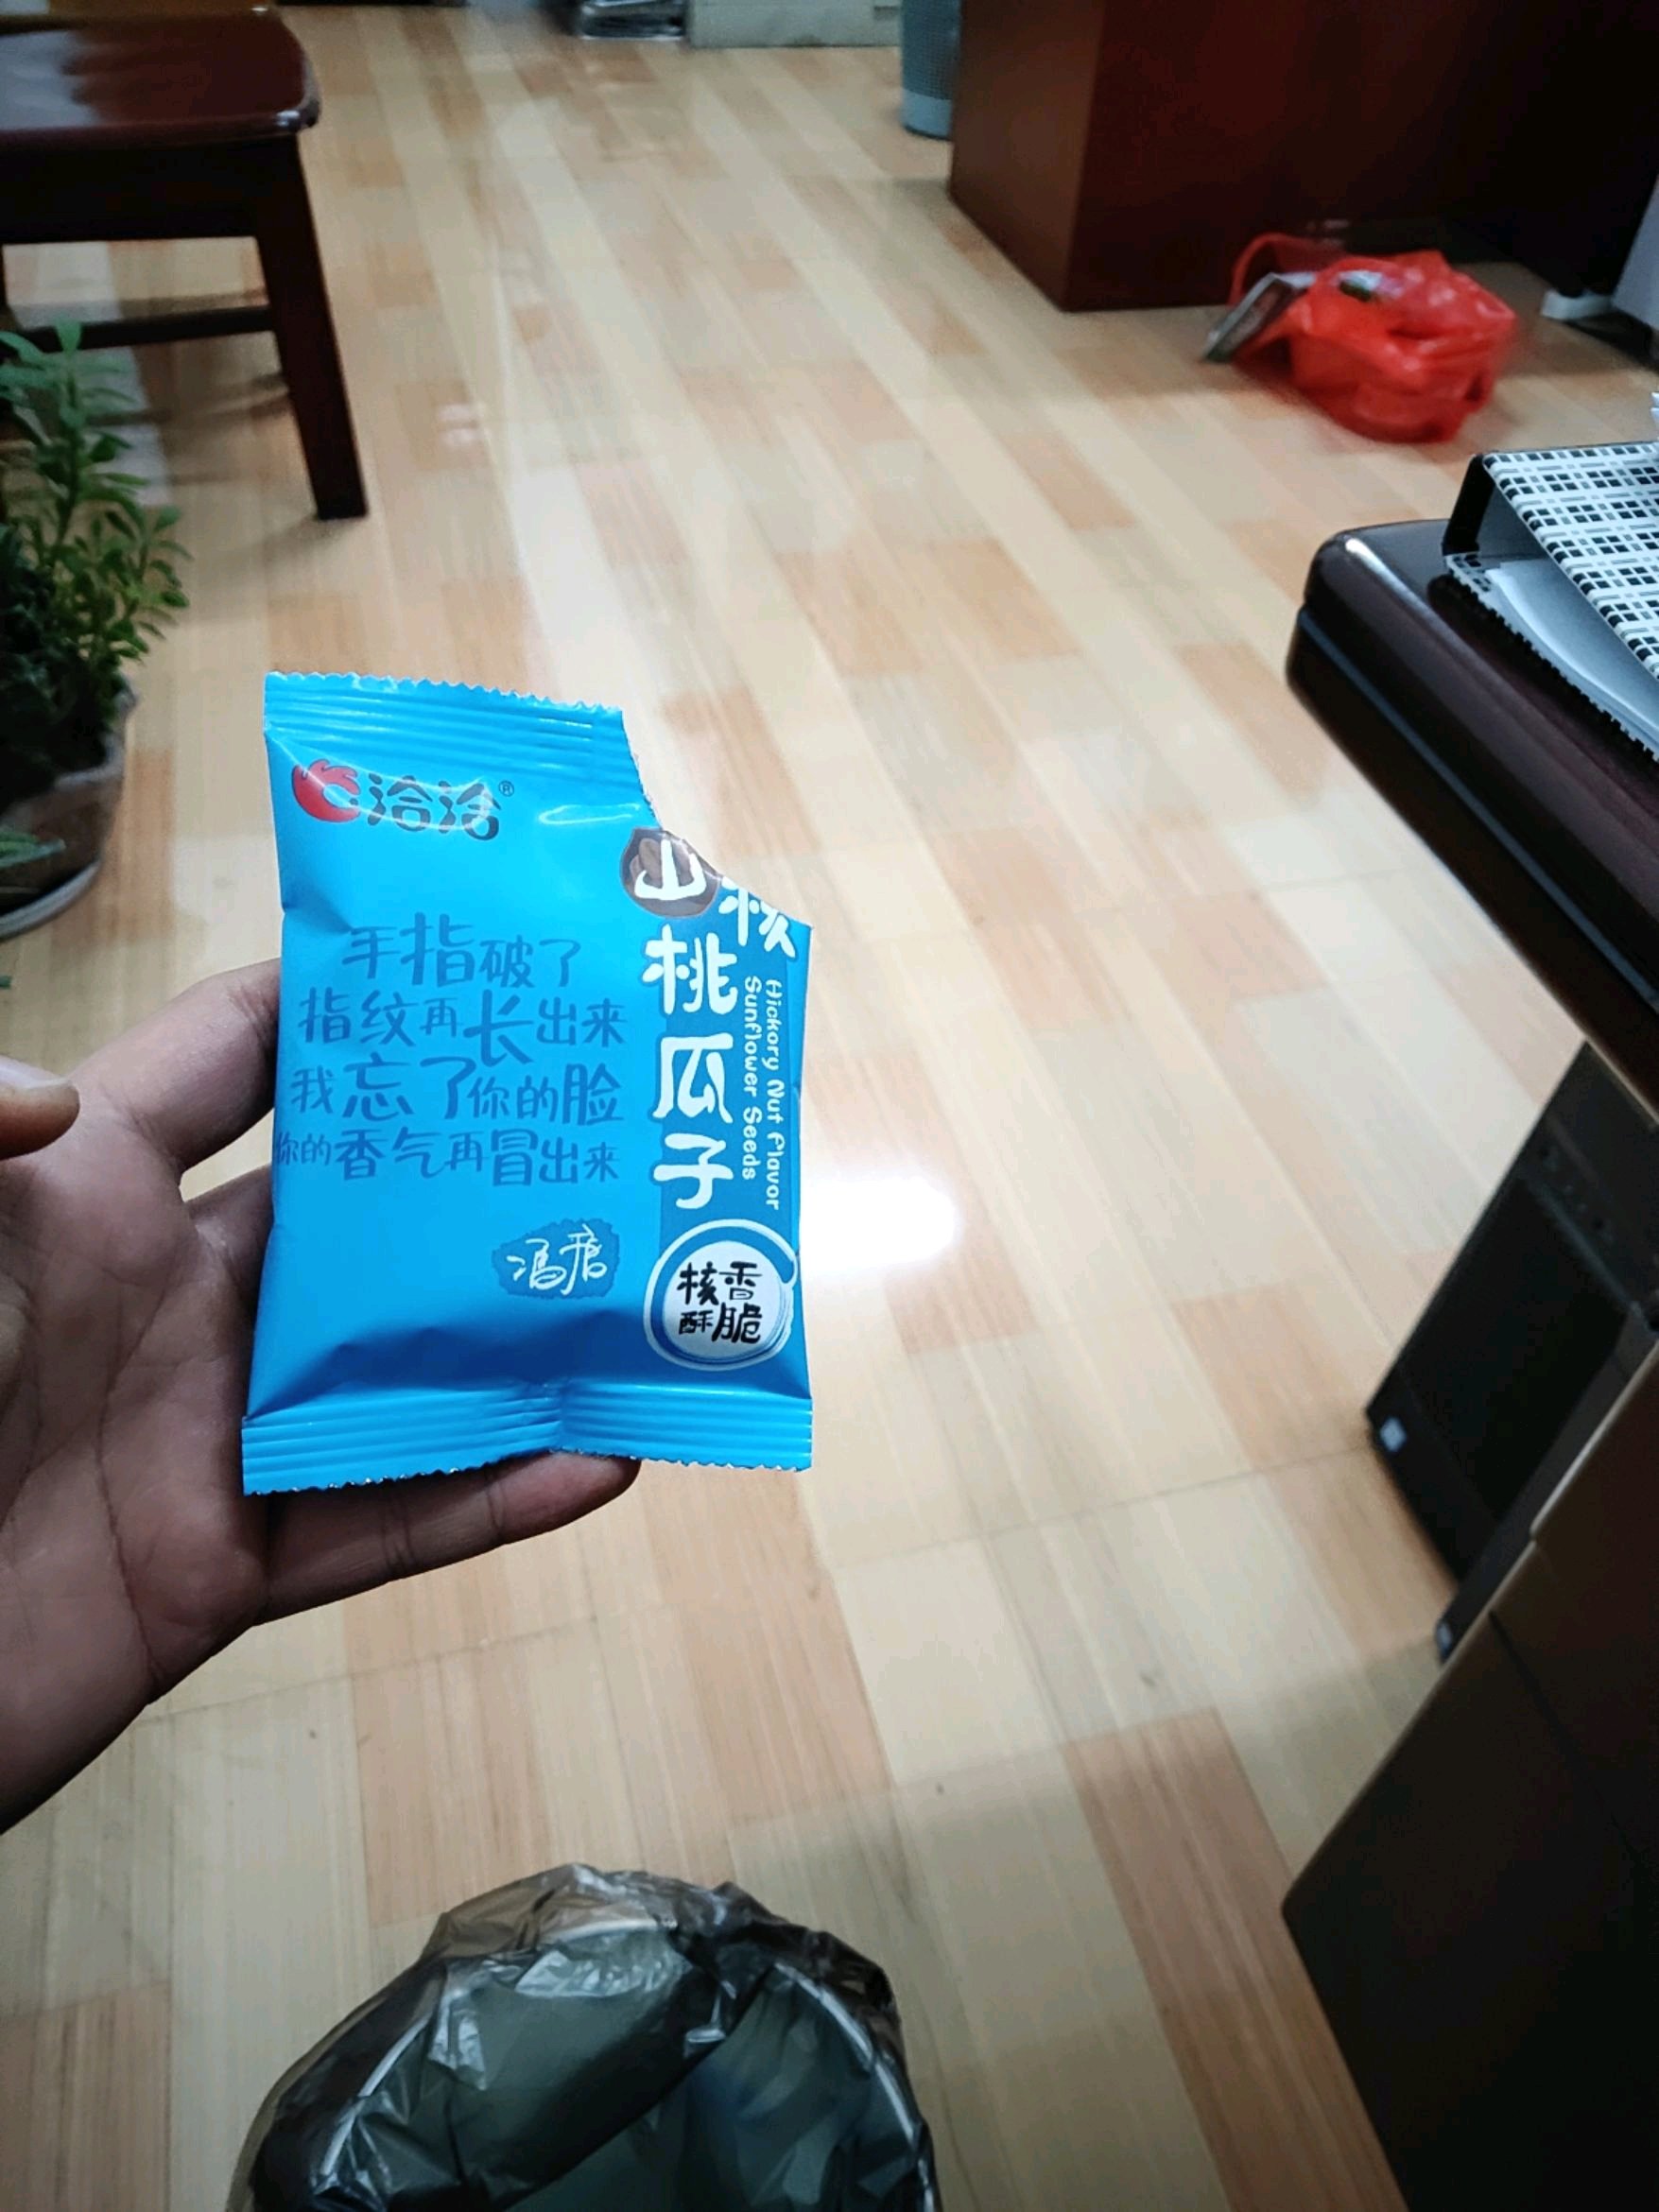 洽洽®
手指破了
指纹再长出来
我忘了你的脸
你的香气再冒出来
冯唐
山核
桃瓜子
Hickory Nut Flavor
Sunflower Seeds
核香
酥脆